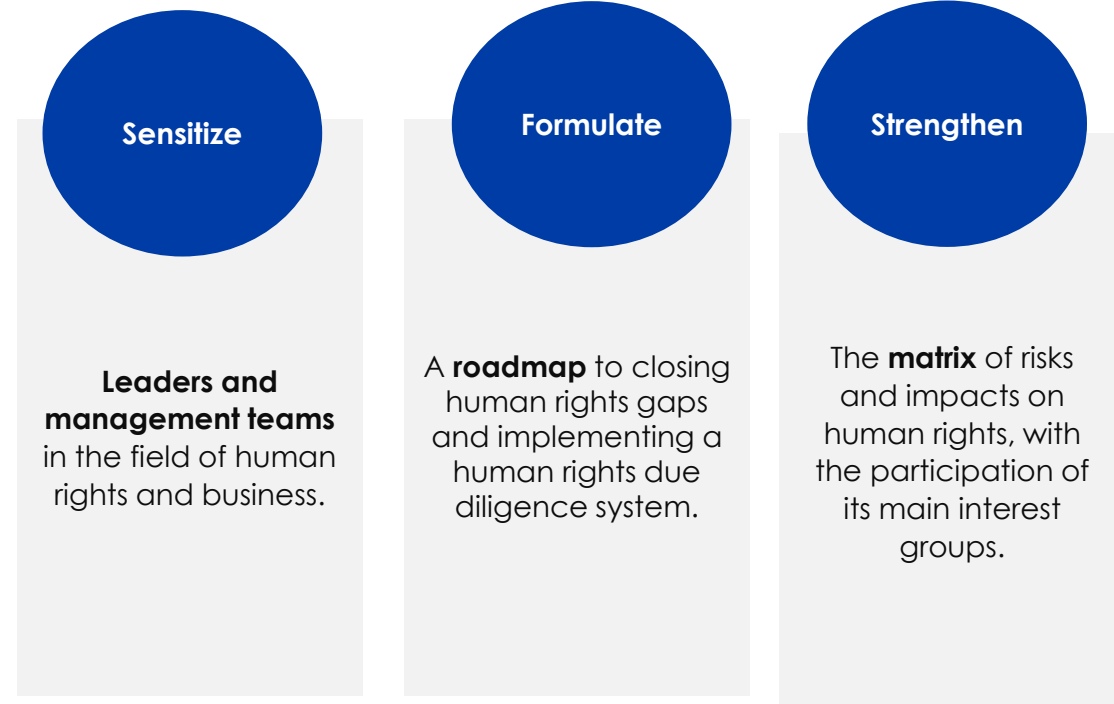 Sensitize
Leaders and
management teams
in the field of human
rights and business.
Formulate
A roadmap to closing
human rights gaps
and implementing a
human rights due
diligence system.
Strengthen
The matrix of risks
and impacts on
human rights, with
the participation of
its main interest
groups.